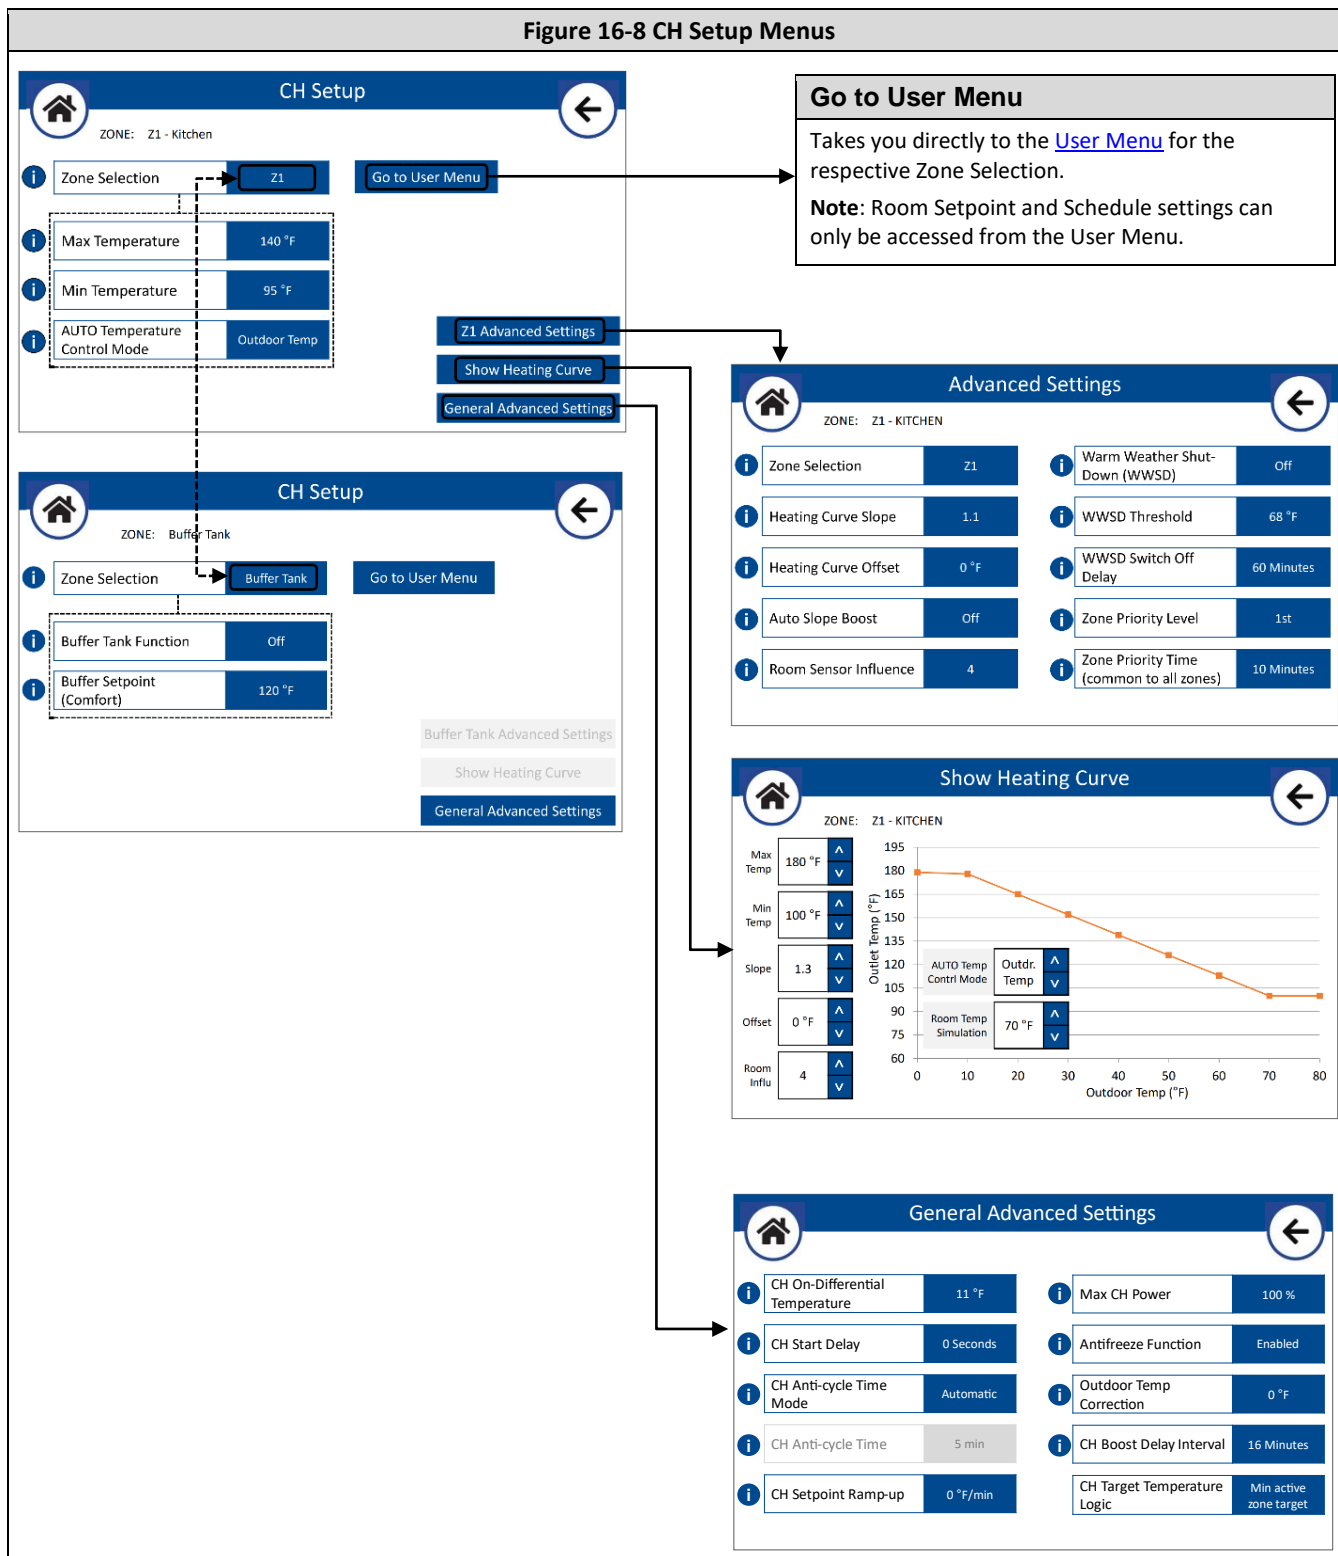 Figure 16-8 CH Setup Menus
CH Setup
ZONE: Z1 - Kitchen
Zone Selection
Z1
Go to User Menu
Max Temperature
140 °F
Min Temperature
95 °F
AUTO Temperature
Control Mode
Outdoor Temp
Z1 Advanced Settings
Show Heating Curve
General Advanced Settings
Go to User Menu
Takes you directly to the User Menu for the
respective Zone Selection.
Note: Room Setpoint and Schedule settings can
only be accessed from the User Menu.
CH Setup
ZONE: Buffer Tank
Zone Selection
Buffer Tank
Go to User Menu
Buffer Tank Function
Off
Buffer Setpoint
(Comfort)
120 °F
Buffer Tank Advanced Settings
Show Heating Curve
General Advanced Settings
Advanced Settings
ZONE: Z1 - KITCHEN
Zone Selection
Z1
Heating Curve Slope
1.1
Heating Curve Offset
0 °F
Auto Slope Boost
Off
Room Sensor Influence
4
Warm Weather Shut-
Down (WWSD)
Off
WWSD Threshold
68 °F
WWSD Switch Off
Delay
60 Minutes
Zone Priority Level
1st
Zone Priority Time
(common to all zones)
10 Minutes
Show Heating Curve
ZONE: Z1 - KITCHEN
Max
Temp
180 °F
Min
Temp
100 °F
Slope
1.3
Offset
0 °F
Room
Influ
4
Outlet Temp (°F)
195
180
165
150
135
120
105
90
75
60
AUTO Temp
Contrl Mode
Outdr.
Temp
Room Temp
Simulation
70 °F
0 10 20 30 40 50 60 70 80
Outdoor Temp (°F)
General Advanced Settings
CH On-Differential
Temperature
11 °F
CH Start Delay
0 Seconds
CH Anti-cycle Time
Mode
Automatic
CH Anti-cycle Time
5 min
CH Setpoint Ramp-up
0 °F/min
Max CH Power
100 %
Antifreeze Function
Enabled
Outdoor Temp
Correction
0 °F
CH Boost Delay Interval
16 Minutes
CH Target Temperature
Logic
Min active
zone target